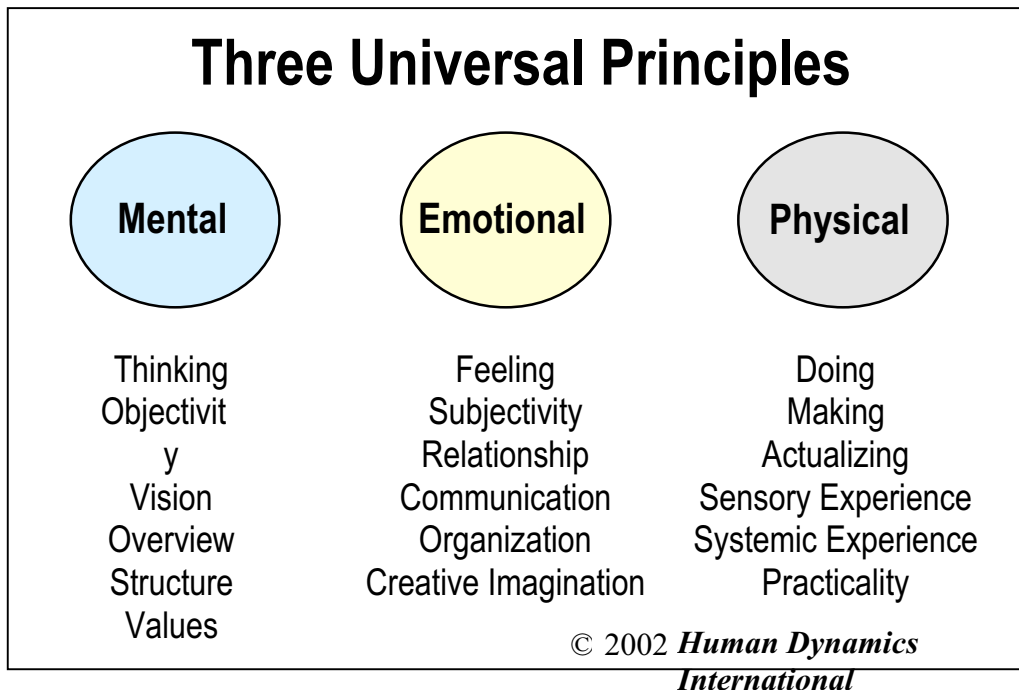 Three Universal Principles
Mental
Emotional
Physical
Thinking
Objectivit
y
Vision
Overview
Structure
Values
Feeling
Subjectivity
Relationship
Communication
Organization
Creative Imagination
Doing
Making
Actualizing
Sensory Experience
Systemic Experience
Practicality
© 2002 Human Dynamics
International